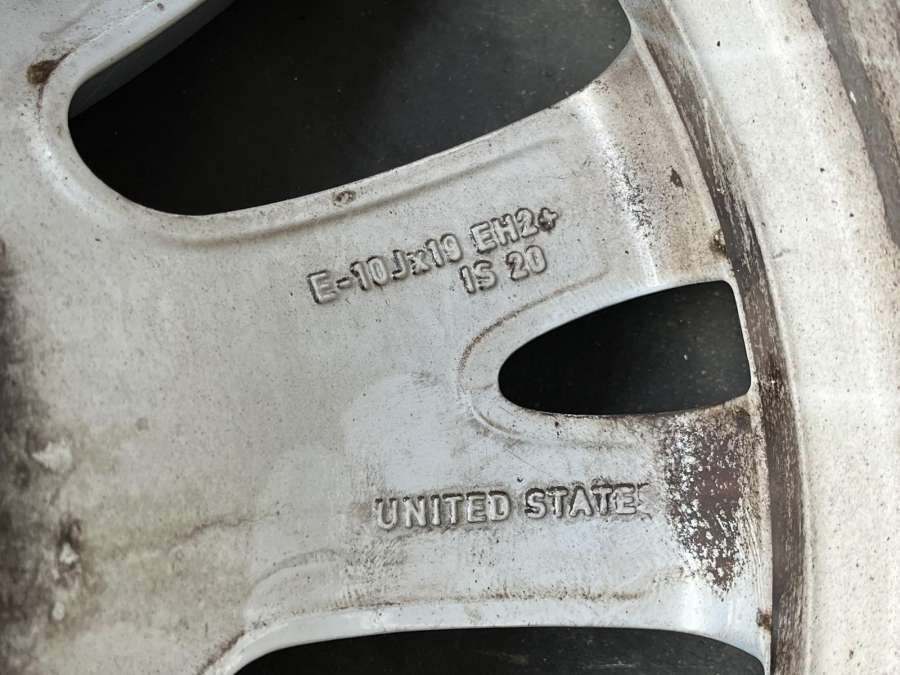 E-10Jx19 EH2+
IS 20
UNITED STATE